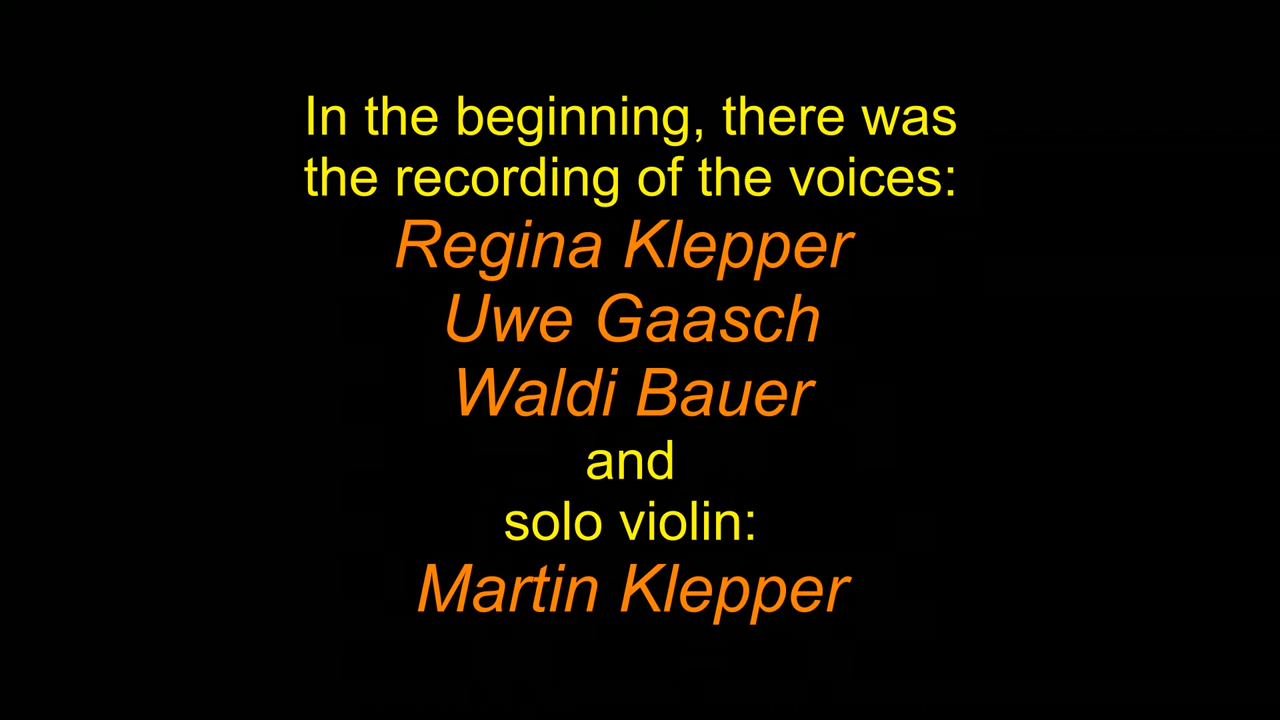 In the beginning, there was
the recording of the voices:
Regina Klepper
Uwe Gaasch
Waldi Bauer
and
solo violin:
Martin Klepper